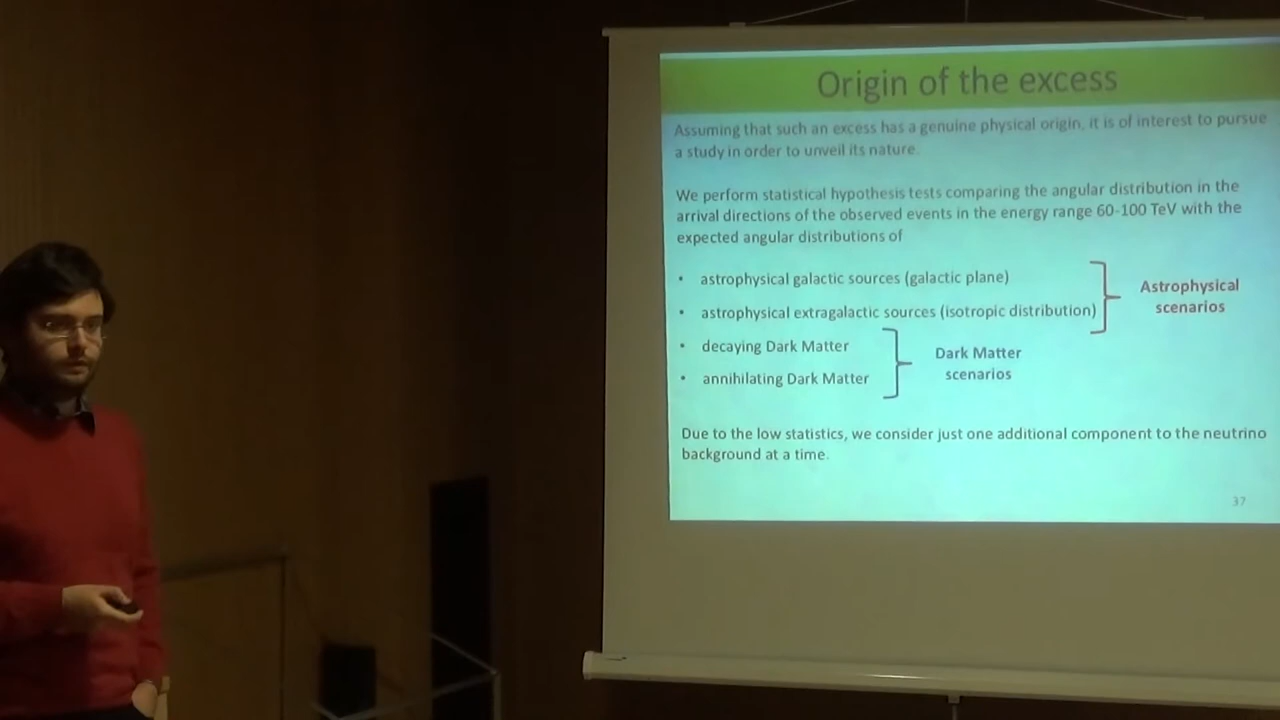 Origin of the excess
Assuming that such an excess has a genuine physical origin, it is of interest to pursue
a study in order to unveil its nature.
We perform statistical hypothesis tests comparing the angular distribution in the
arrival directions of the observed events in the energy range 60-100 TeV with the
expected angular distributions of
• astrophysical galactic sources (galactic plane)
• astrophysical extragalactic sources (isotropic distribution)
Astrophysical
scenarios
• decaying Dark Matter
• annihilating Dark Matter
Dark Matter
scenarios
Due to the low statistics, we consider just one additional component to the neutrino
background at a time.
37